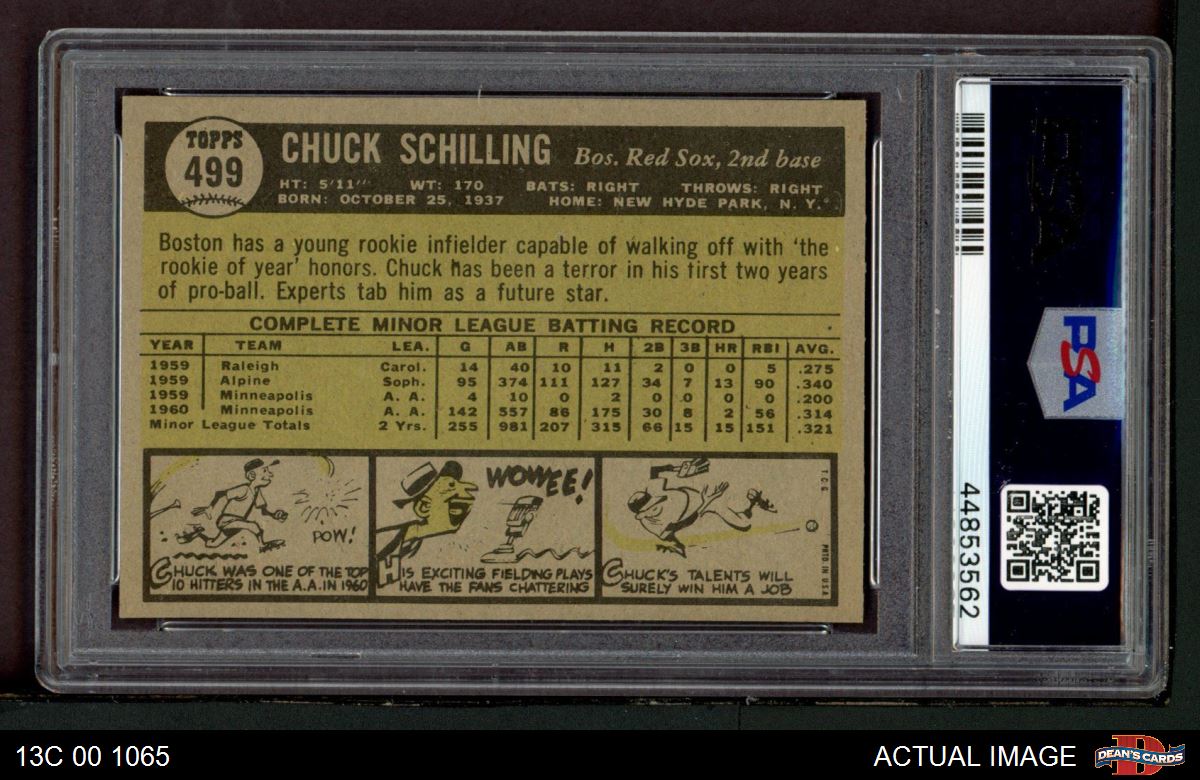 TOPPS
499
CHUCK SCHILLING Bos. Red Sox, 2nd base
HT: 5'11" WT: 170 BATS: RIGHT THROWS: RIGHT
BORN: OCTOBER 25, 1937 HOME: NEW HYDE PARK, N. Y.
Boston has a young rookie infielder capable of walking off with 'the
rookie of year' honors. Chuck has been a terror in his first two years
of pro-ball. Experts tab him as a future star.
COMPLETE MINOR LEAGUE BATTING RECORD
YEAR TEAM LEA. G AB R H 2B 3B HR RBI AVG.
1959 Raleigh Carol. 14 40 10 11 2 0 0 5 .275
1959 Alpine Soph. 95 374 111 127 34 7 13 90 .340
1959 Minneapolis A. A. 4 10 0 2 0 0 0 0 .200
1960 Minneapolis A. A. 142 557 86 175 30 8 2 56 .314
Minor League Totals 2 Yrs. 255 981 207 315 66 15 15 151 .321
POW!
CHUCK WAS ONE OF THE TOP
10 HITTERS IN THE A.A. IN 1960
WOWEE!
HIS EXCITING FIELDING PLAYS
HAVE THE FANS CHATTERING
CHUCK'S TALENTS WILL
SURELY WIN HIM A JOB
T.C.G.
PRTD IN U.S.A.
PSA
44853562
13C 00 1065
ACTUAL IMAGE
DEAN'S CARDS